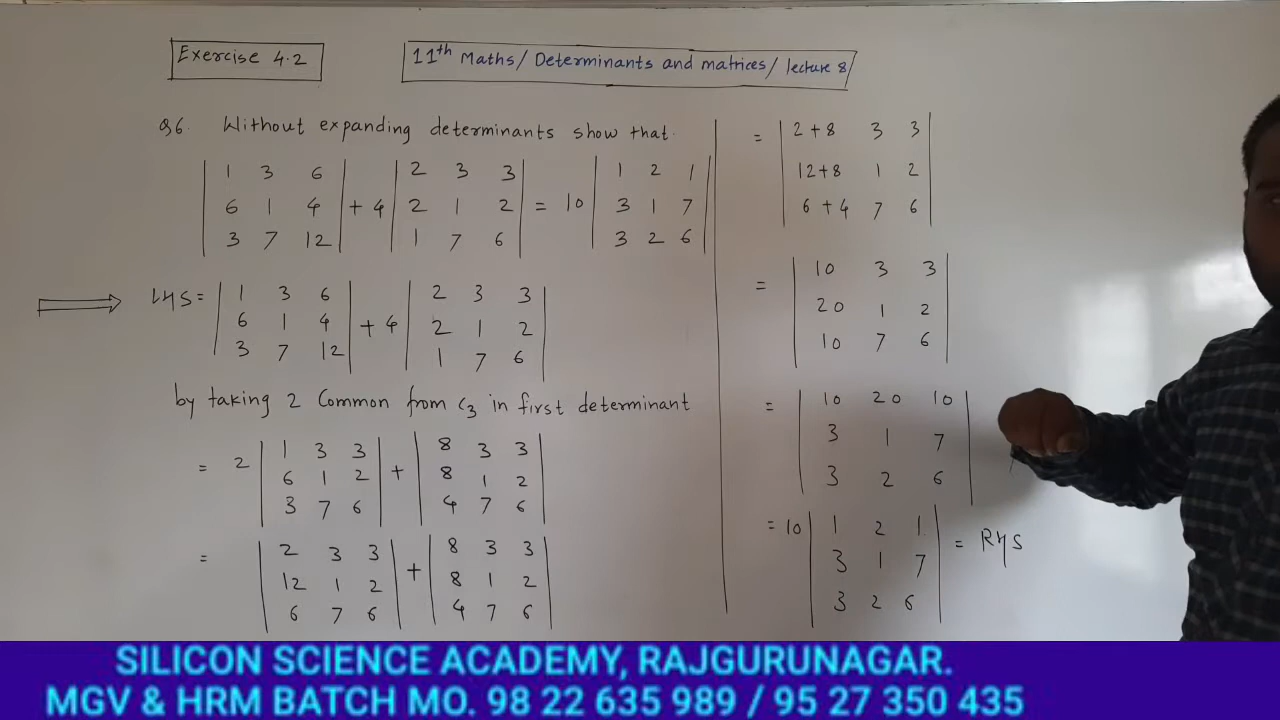 Exercise 4.2
11th Maths/ Determinants and matrices/ lecture 8/
Q6. Without expanding determinants show that.
| 1 3 6 | + 4 | 2 3 3 | = 10 | 1 2 1 |
| 6 1 4 | | 2 1 2 | | 3 1 7 |
| 3 7 12 | | 1 7 6 | | 3 2 6 |
LHS = | 1 3 6 | + 4 | 2 3 3 |
| 6 1 4 | | 2 1 2 |
| 3 7 12 | | 1 7 6 |
by taking 2 Common from C3 in first determinant
= 2 | 1 3 3 | + | 8 3 3 |
| 6 1 2 | | 8 1 2 |
| 3 7 6 | | 4 7 6 |
= | 2 3 3 | + | 8 3 3 |
| 12 1 2 | | 8 1 2 |
| 6 7 6 | | 4 7 6 |
= | 2+8 3 3 |
| 12+8 1 2 |
| 6+4 7 6 |
= | 10 3 3 |
| 20 1 2 |
| 10 7 6 |
= | 10 20 10 |
| 3 1 7 |
| 3 2 6 |
= 10 | 1 2 1 | = RHS
| 3 1 7 |
| 3 2 6 |
SILICON SCIENCE ACADEMY, RAJGURUNAGAR.
MGV & HRM BATCH MO. 98 22 635 989 / 95 27 350 435